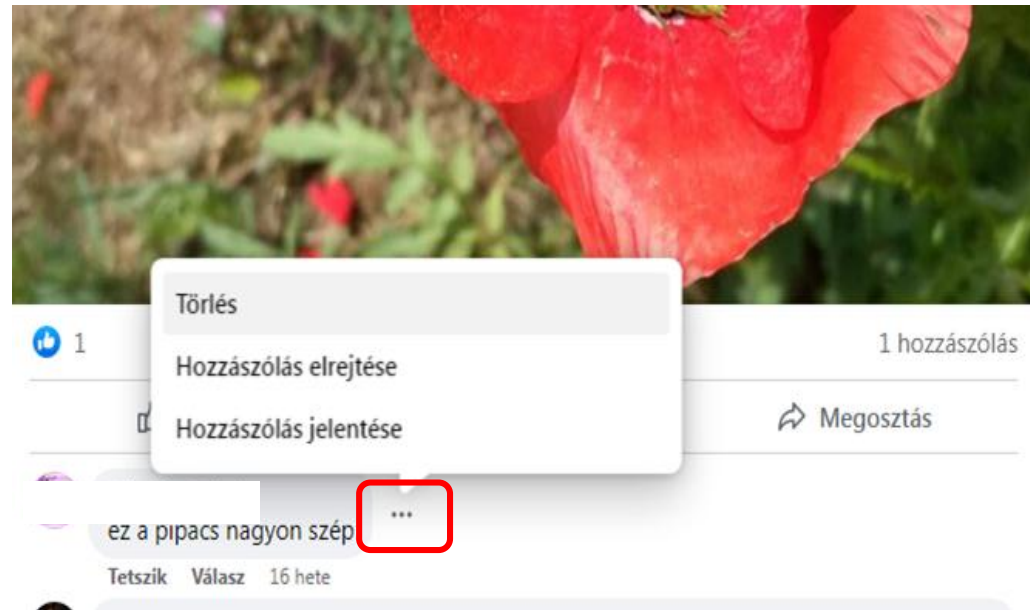 Törlés
Hozzászólás elrejtése
Hozzászólás jelentése
1
1 hozzászólás
Megosztás
ez a pipacs nagyon szép
...
Tetszik Válasz 16 hete